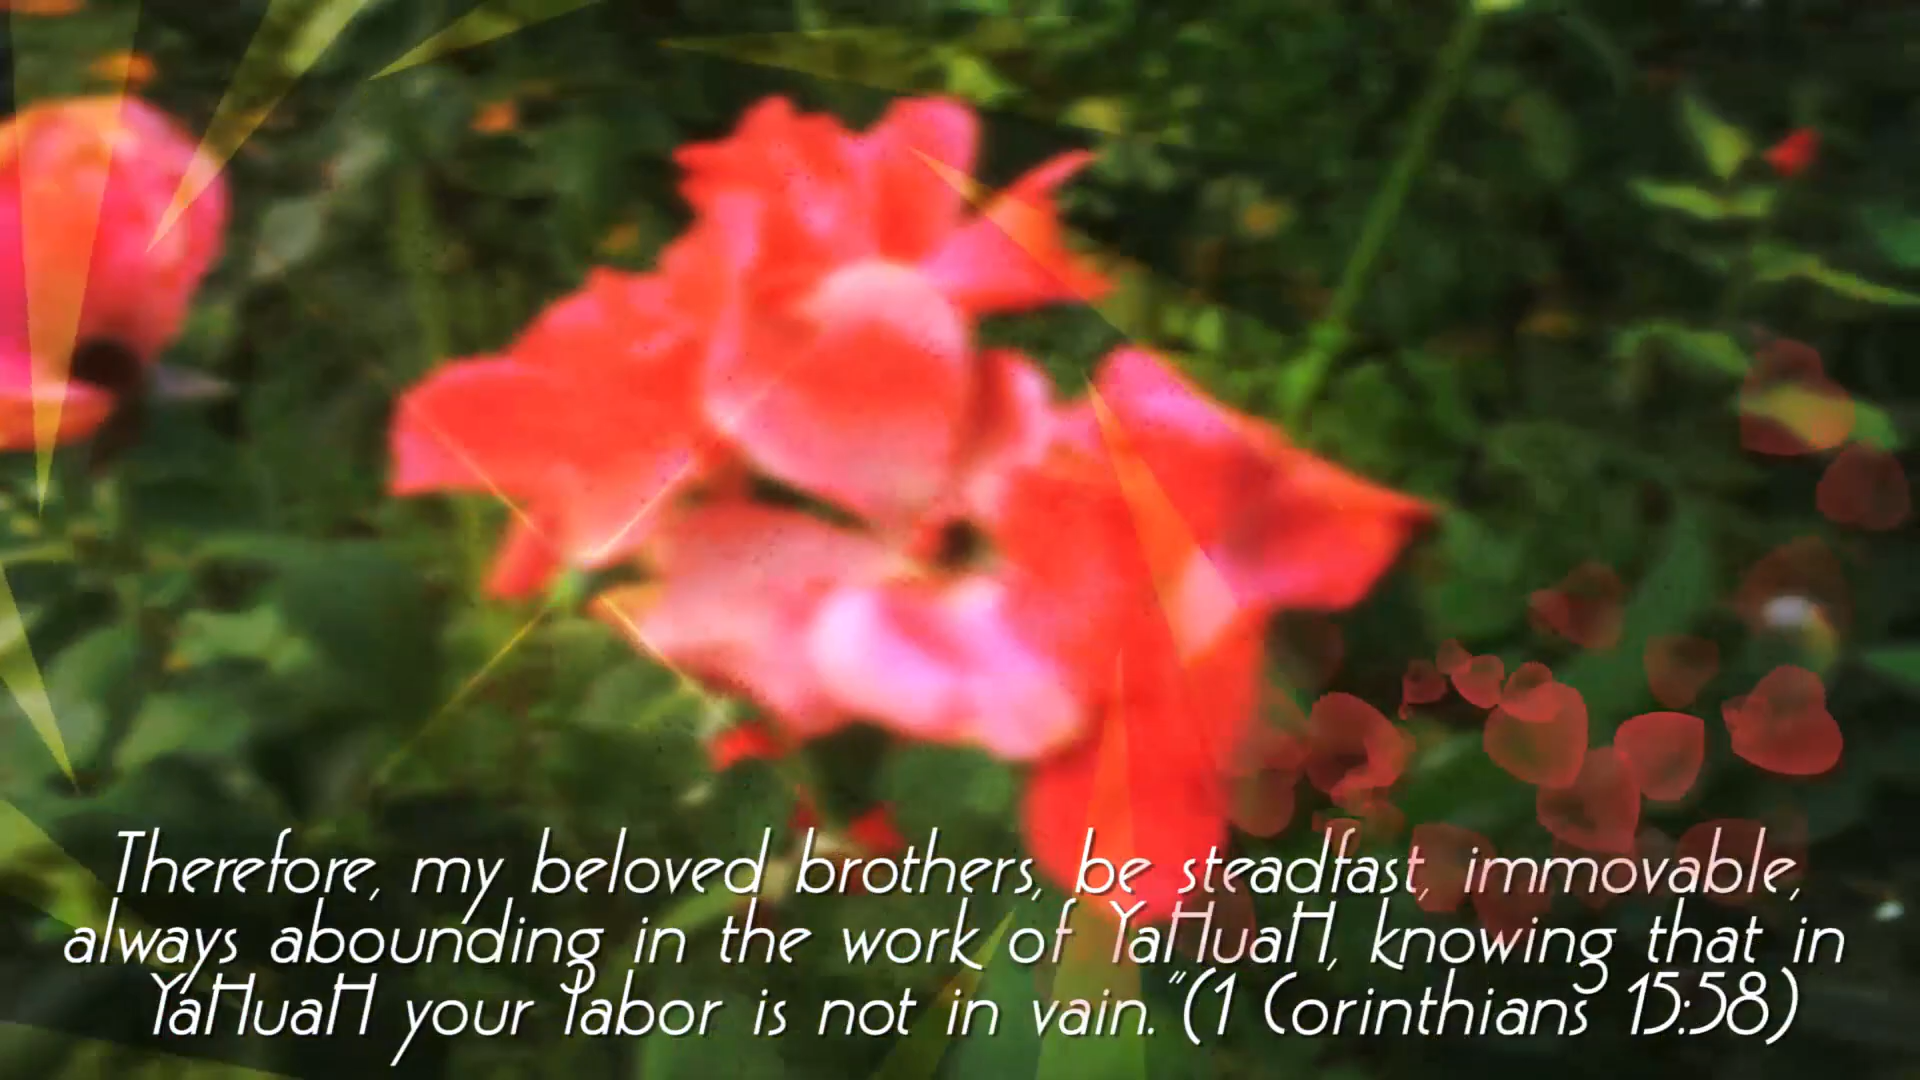 Therefore, my beloved brothers, be steadfast, immovable,
always abounding in the work of YaHuaH, knowing that in
YaHuaH your labor is not in vain."(1 Corinthians 15:58)